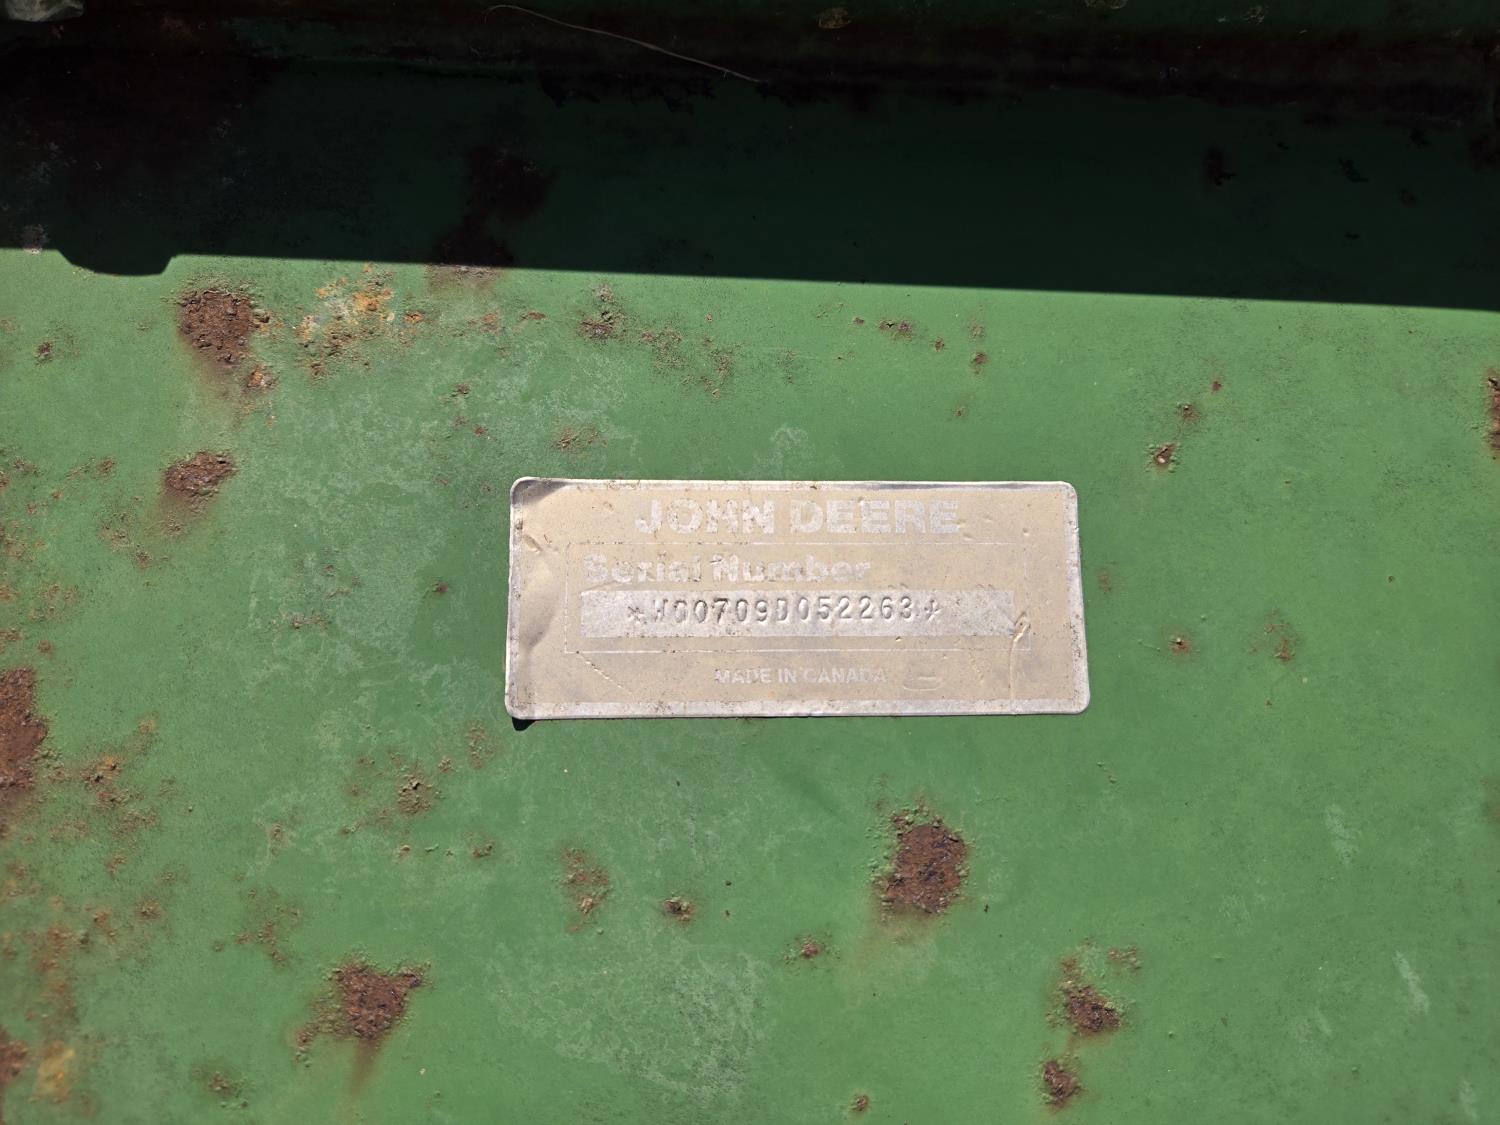 JOHN DEERE
Serial Number
*W00709D052263*
MADE IN CANADA